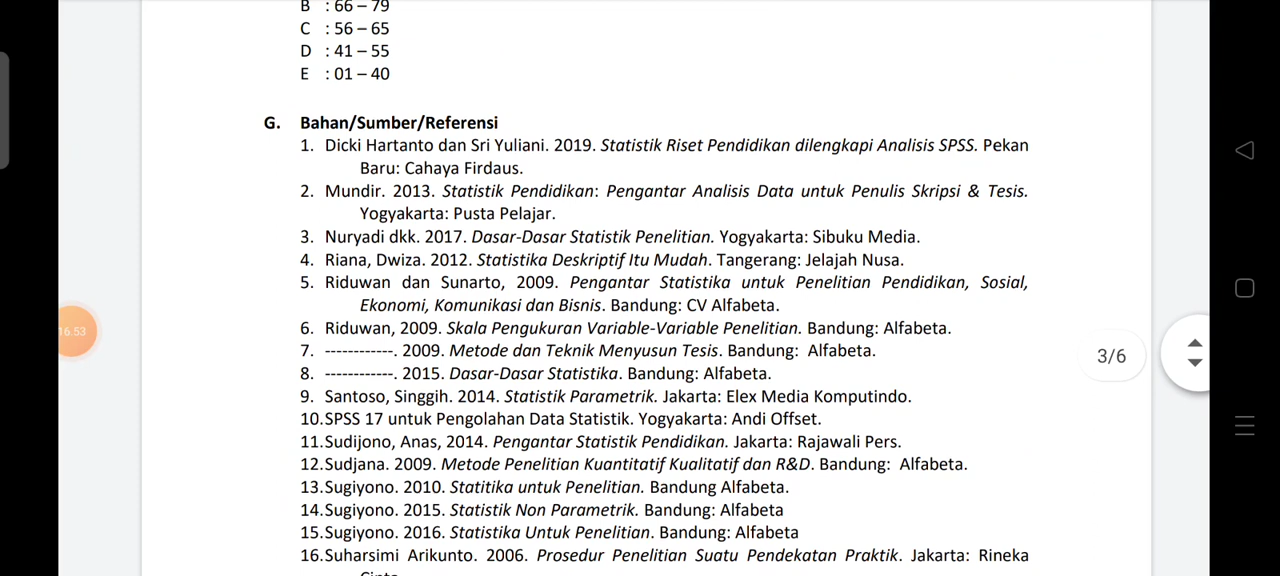 B : 66 – 79
C : 56 – 65
D : 41 – 55
E : 01 – 40
G. Bahan/Sumber/Referensi
1. Dicki Hartanto dan Sri Yuliani. 2019. Statistik Riset Pendidikan dilengkapi Analisis SPSS. Pekan
Baru: Cahaya Firdaus.
2. Mundir. 2013. Statistik Pendidikan: Pengantar Analisis Data untuk Penulis Skripsi & Tesis.
Yogyakarta: Pusta Pelajar.
3. Nuryadi dkk. 2017. Dasar-Dasar Statistik Penelitian. Yogyakarta: Sibuku Media.
4. Riana, Dwiza. 2012. Statistika Deskriptif Itu Mudah. Tangerang: Jelajah Nusa.
5. Riduwan dan Sunarto, 2009. Pengantar Statistika untuk Penelitian Pendidikan, Sosial,
Ekonomi, Komunikasi dan Bisnis. Bandung: CV Alfabeta.
6. Riduwan, 2009. Skala Pengukuran Variable-Variable Penelitian. Bandung: Alfabeta.
7. ------------. 2009. Metode dan Teknik Menyusun Tesis. Bandung: Alfabeta.
8. ------------. 2015. Dasar-Dasar Statistika. Bandung: Alfabeta.
9. Santoso, Singgih. 2014. Statistik Parametrik. Jakarta: Elex Media Komputindo.
10.SPSS 17 untuk Pengolahan Data Statistik. Yogyakarta: Andi Offset.
11.Sudijono, Anas, 2014. Pengantar Statistik Pendidikan. Jakarta: Rajawali Pers.
12.Sudjana. 2009. Metode Penelitian Kuantitatif Kualitatif dan R&D. Bandung: Alfabeta.
13.Sugiyono. 2010. Statitika untuk Penelitian. Bandung Alfabeta.
14.Sugiyono. 2015. Statistik Non Parametrik. Bandung: Alfabeta
15.Sugiyono. 2016. Statistika Untuk Penelitian. Bandung: Alfabeta
16.Suharsimi Arikunto. 2006. Prosedur Penelitian Suatu Pendekatan Praktik. Jakarta: Rineka
16.53
3/6